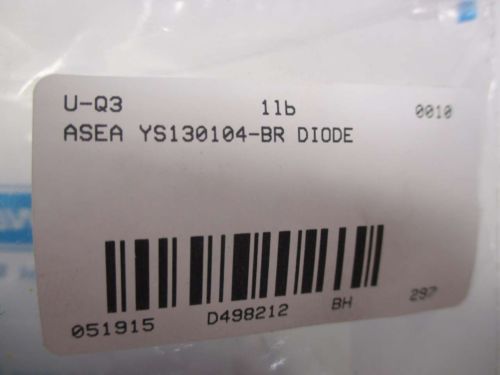 U-Q3 1lb 0010
ASEA YS130104-BR DIODE
051915 D498212 BH 297